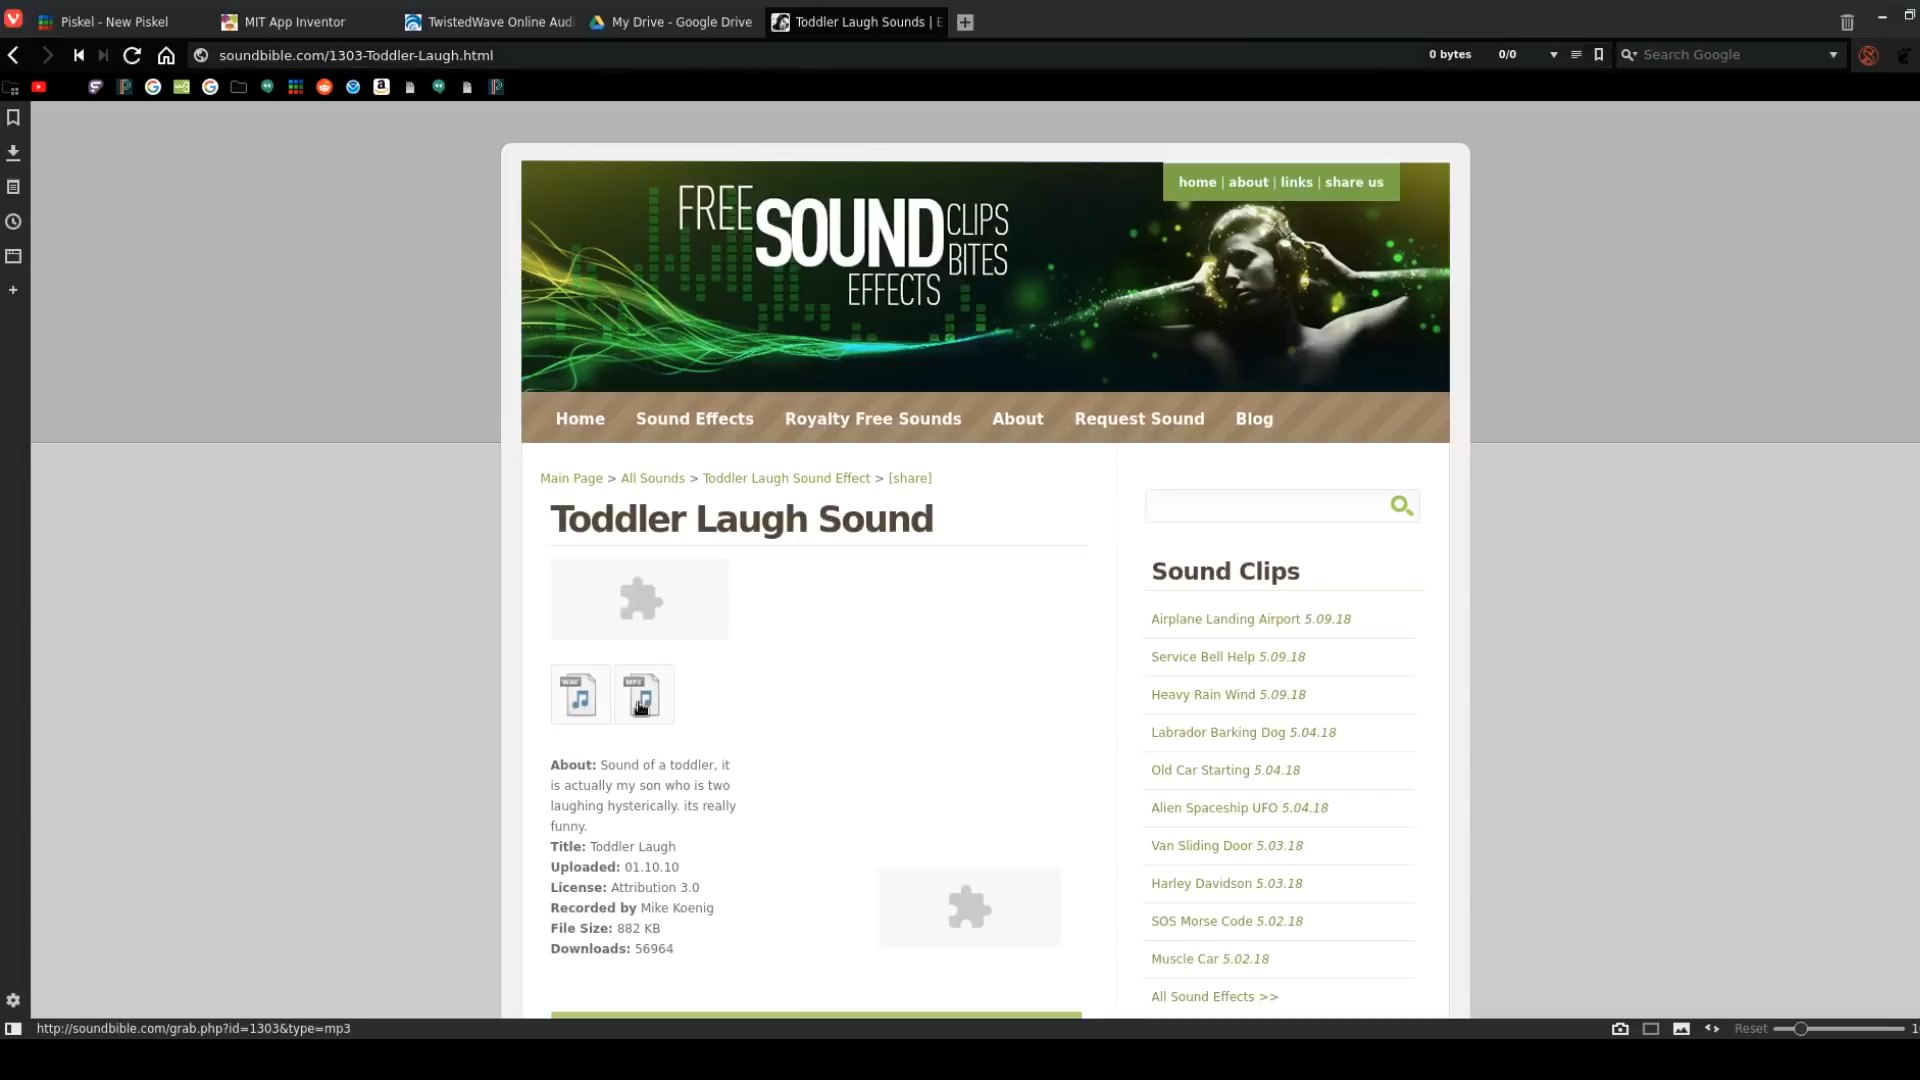 Piskel - New Piskel
MIT App Inventor
TwistedWave Online Audi
My Drive - Google Drive
Toddler Laugh Sounds | E
soundbible.com/1303-Toddler-Laugh.html
0 bytes
0/0
Search Google
home | about | links | share us
FREE SOUND CLIPS
BITES
EFFECTS
Home
Sound Effects
Royalty Free Sounds
About
Request Sound
Blog
Main Page > All Sounds > Toddler Laugh Sound Effect > [share]
Toddler Laugh Sound
WAV
MP3
About: Sound of a toddler, it
is actually my son who is two
laughing hysterically. its really
funny.
Title: Toddler Laugh
Uploaded: 01.10.10
License: Attribution 3.0
Recorded by Mike Koenig
File Size: 882 KB
Downloads: 56964
Sound Clips
Airplane Landing Airport 5.09.18
Service Bell Help 5.09.18
Heavy Rain Wind 5.09.18
Labrador Barking Dog 5.04.18
Old Car Starting 5.04.18
Alien Spaceship UFO 5.04.18
Van Sliding Door 5.03.18
Harley Davidson 5.03.18
SOS Morse Code 5.02.18
Muscle Car 5.02.18
All Sound Effects >>
http://soundbible.com/grab.php?id=1303&type=mp3
Reset